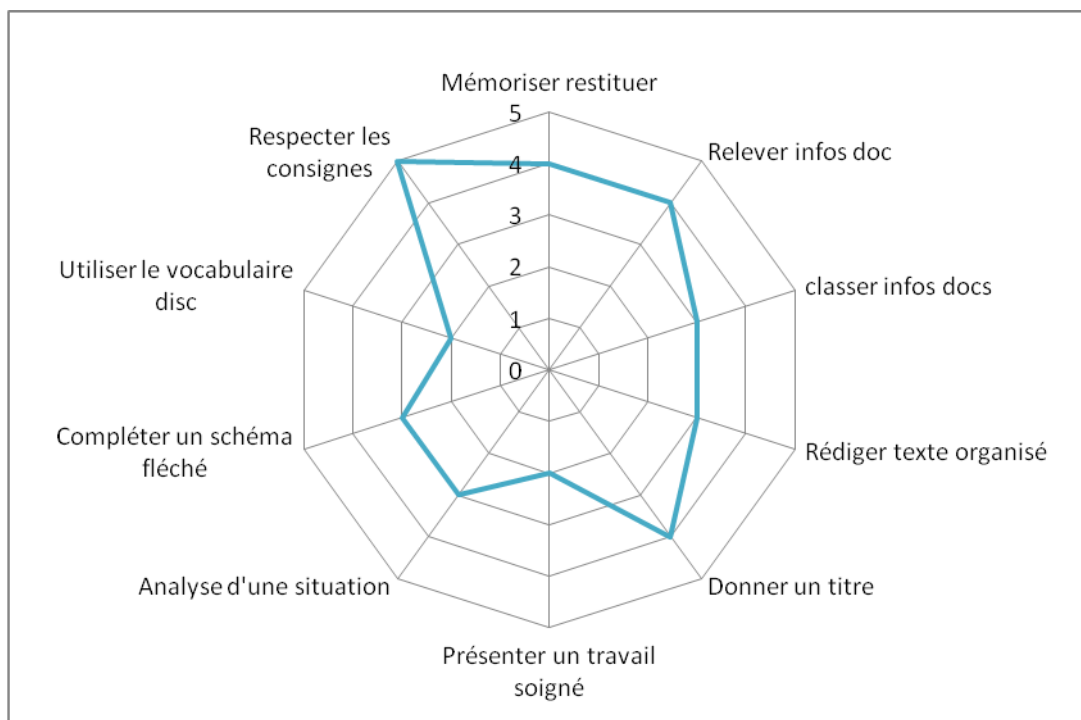 Mémoriser restituer
Relever infos doc
classer infos docs
Rédiger texte organisé
Donner un titre
Présenter un travail
soigné
Analyse d'une situation
Compléter un schéma
fléché
Utiliser le vocabulaire
disc
Respecter les
consignes
5
4
3
2
1
0